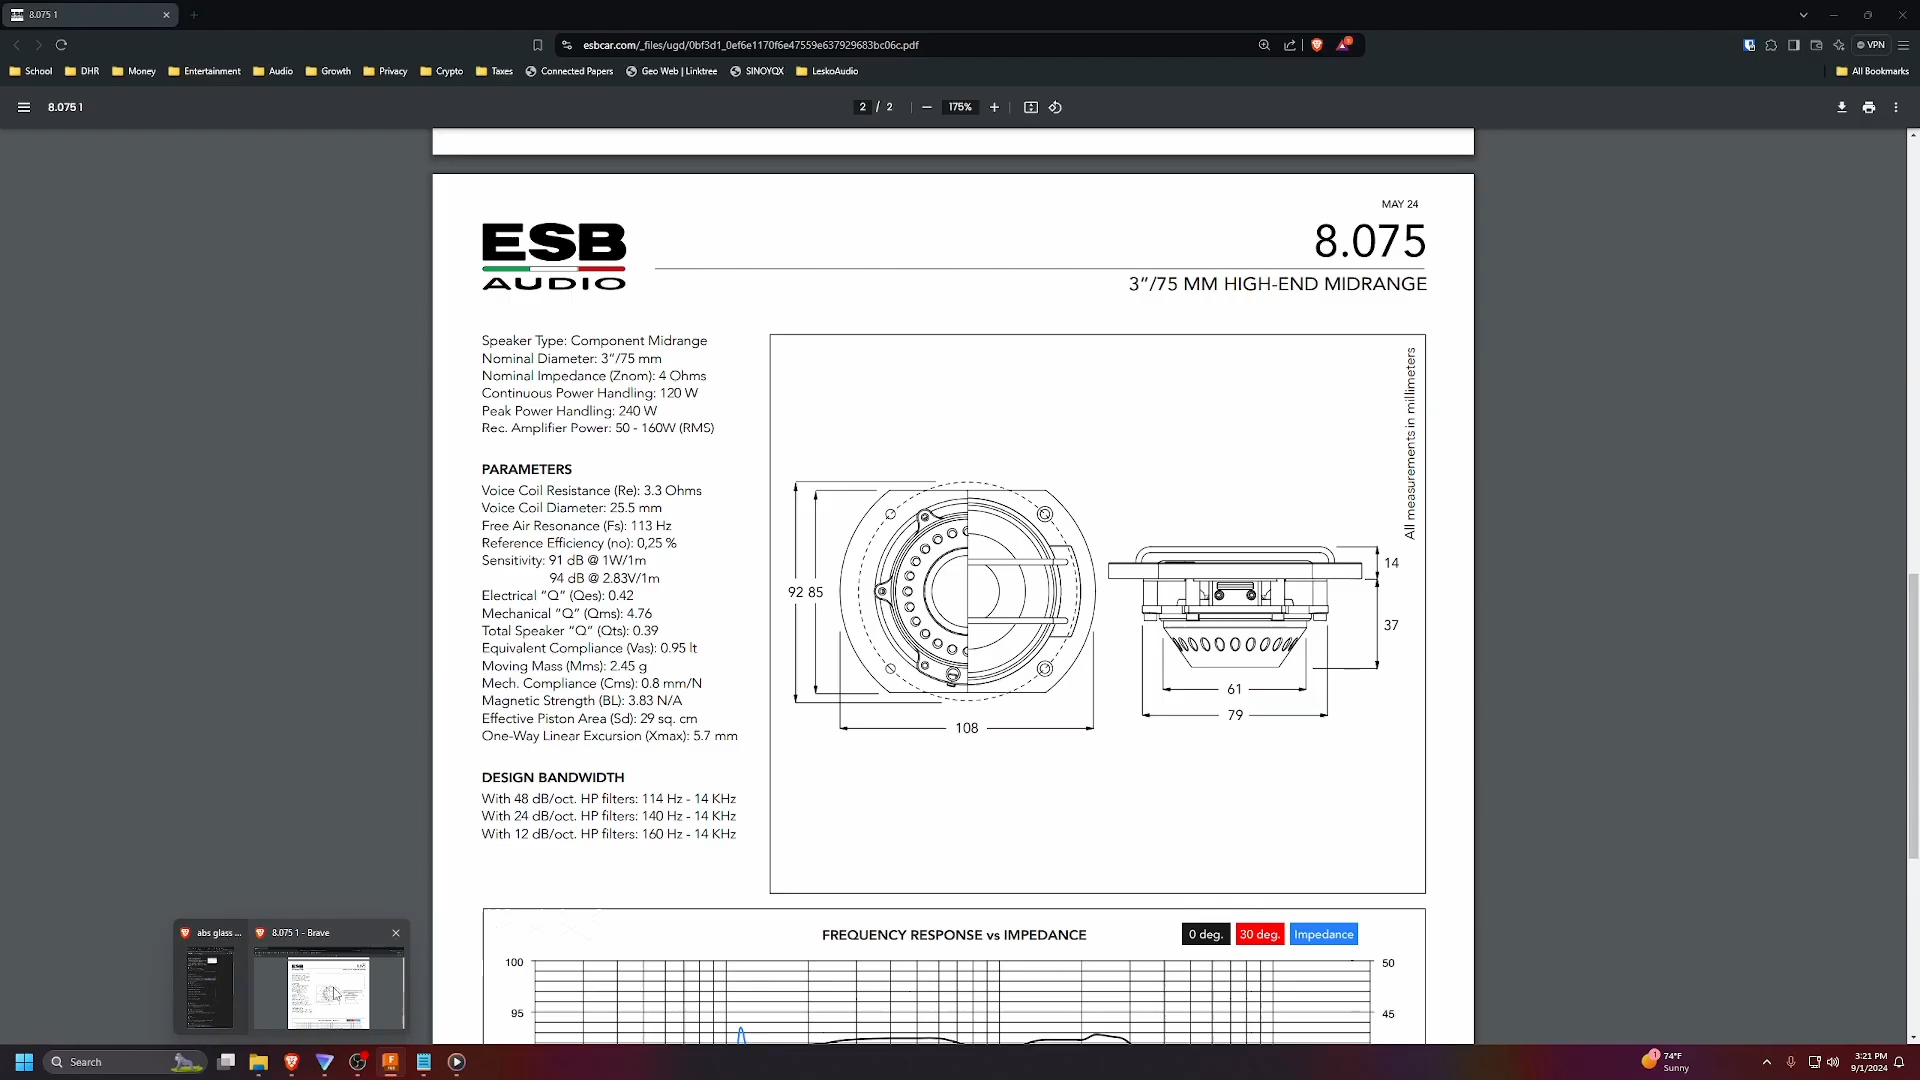 8.075 1
esbcar.com/_files/ugd/0bf3d1_0ef6e1170f6e47559e637929683bc06c.pdf
VPN
School DHR Money Entertainment Audio Growth Privacy Crypto Taxes Connected Papers Geo Web | Linktree SINOYQX LeskoAudio All Bookmarks
8.075 1
2 / 2
175%
MAY 24
ESB
AUDIO
8.075
3”/75 MM HIGH-END MIDRANGE
Speaker Type: Component Midrange
Nominal Diameter: 3”/75 mm
Nominal Impedance (Znom): 4 Ohms
Continuous Power Handling: 120 W
Peak Power Handling: 240 W
Rec. Amplifier Power: 50 - 160W (RMS)
PARAMETERS
Voice Coil Resistance (Re): 3.3 Ohms
Voice Coil Diameter: 25.5 mm
Free Air Resonance (Fs): 113 Hz
Reference Efficiency (no): 0,25 %
Sensitivity: 91 dB @ 1W/1m
94 dB @ 2.83V/1m
Electrical “Q” (Qes): 0.42
Mechanical “Q” (Qms): 4.76
Total Speaker “Q” (Qts): 0.39
Equivalent Compliance (Vas): 0.95 lt
Moving Mass (Mms): 2.45 g
Mech. Compliance (Cms): 0.8 mm/N
Magnetic Strength (BL): 3.83 N/A
Effective Piston Area (Sd): 29 sq. cm
One-Way Linear Excursion (Xmax): 5.7 mm
DESIGN BANDWIDTH
With 48 dB/oct. HP filters: 114 Hz - 14 KHz
With 24 dB/oct. HP filters: 140 Hz - 14 KHz
With 12 dB/oct. HP filters: 160 Hz - 14 KHz
All measurements in millimeters
92 85
108
14
37
61
79
FREQUENCY RESPONSE vs IMPEDANCE
0 deg. 30 deg. Impedance
100
50
95
45
abs glass ...
8.075 1 - Brave
Search
74°F
Sunny
3:21 PM
9/1/2024